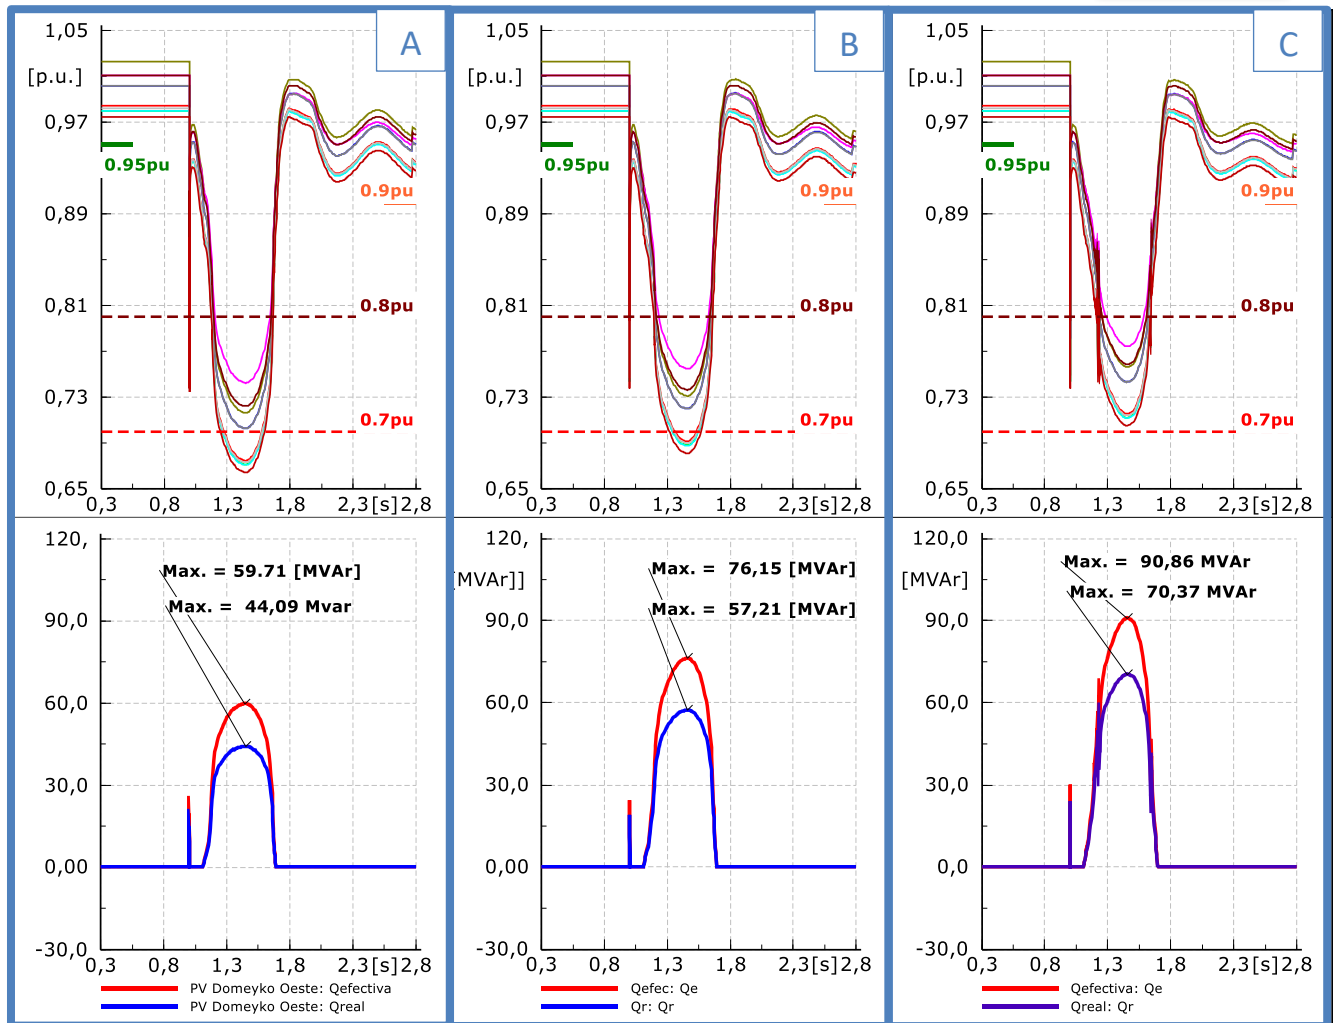 A
1,05
[p.u.]
0,97
0.95pu
0.9pu
0,89
0,81
0.8pu
0,73
0.7pu
0,65
0,3 0,8 1,3 1,8 2,3 [s] 2,8
120,
Max. = 59.71 [MVAr]
Max. = 44,09 Mvar
90,0
60,0
30,0
0,00
-30,0
0,3 0,8 1,3 1,8 2,3 [s] 2,8
PV Domeyko Oeste: Qefectiva
PV Domeyko Oeste: Qreal
B
1,05
[p.u.]
0,97
0.95pu
0.9pu
0,89
0,81
0.8pu
0,73
0.7pu
0,65
0,3 0,8 1,3 1,8 2,3 [s] 2,8
120,
Max. = 76,15 [MVAr]
[MVAr]]
Max. = 57,21 [MVAr]
90,0
60,0
30,0
0,00
-30,0
0,3 0,8 1,3 1,8 2,3 [s] 2,8
Qefec: Qe
Qr: Qr
C
1,05
[p.u.]
0,97
0.95pu
0.9pu
0,89
0,81
0.8pu
0,73
0.7pu
0,65
0,3 0,8 1,3 1,8 2,3 [s] 2,8
120,0
Max. = 90,86 MVAr
[MVAr]
Max. = 70,37 MVAr
90,0
60,0
30,0
0,00
-30,0
0,3 0,8 1,3 1,8 2,3 [s] 2,8
Qefectiva: Qe
Qreal: Qr